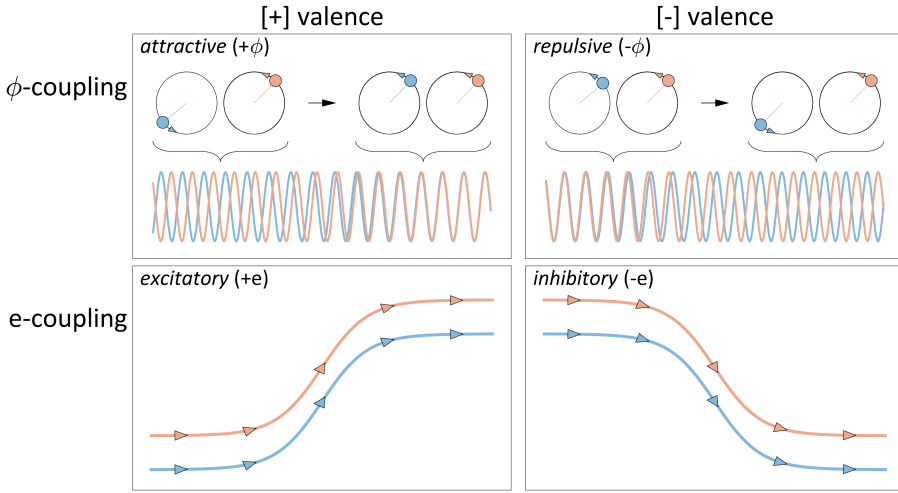 [+] valence
[-] valence
ϕ-coupling
attractive (+ϕ)
repulsive (-ϕ)
e-coupling
excitatory (+e)
inhibitory (-e)